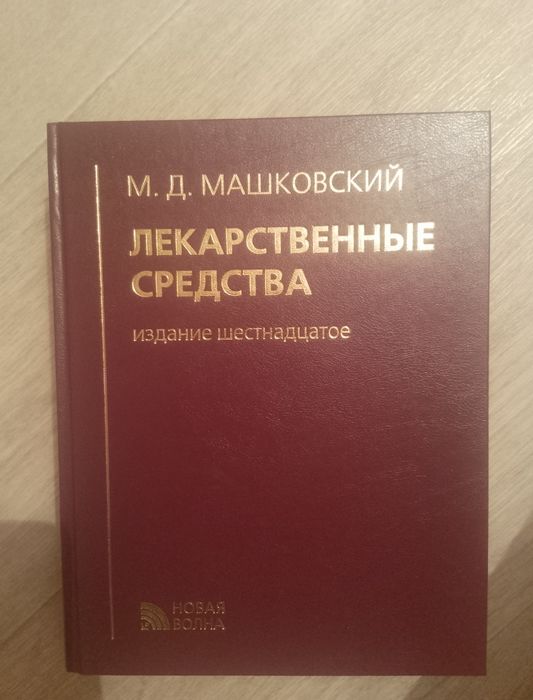 М. Д. МАШКОВСКИЙ
ЛЕКАРСТВЕННЫЕ
СРЕДСТВА
издание шестнадцатое
НОВАЯ
ВОЛНА